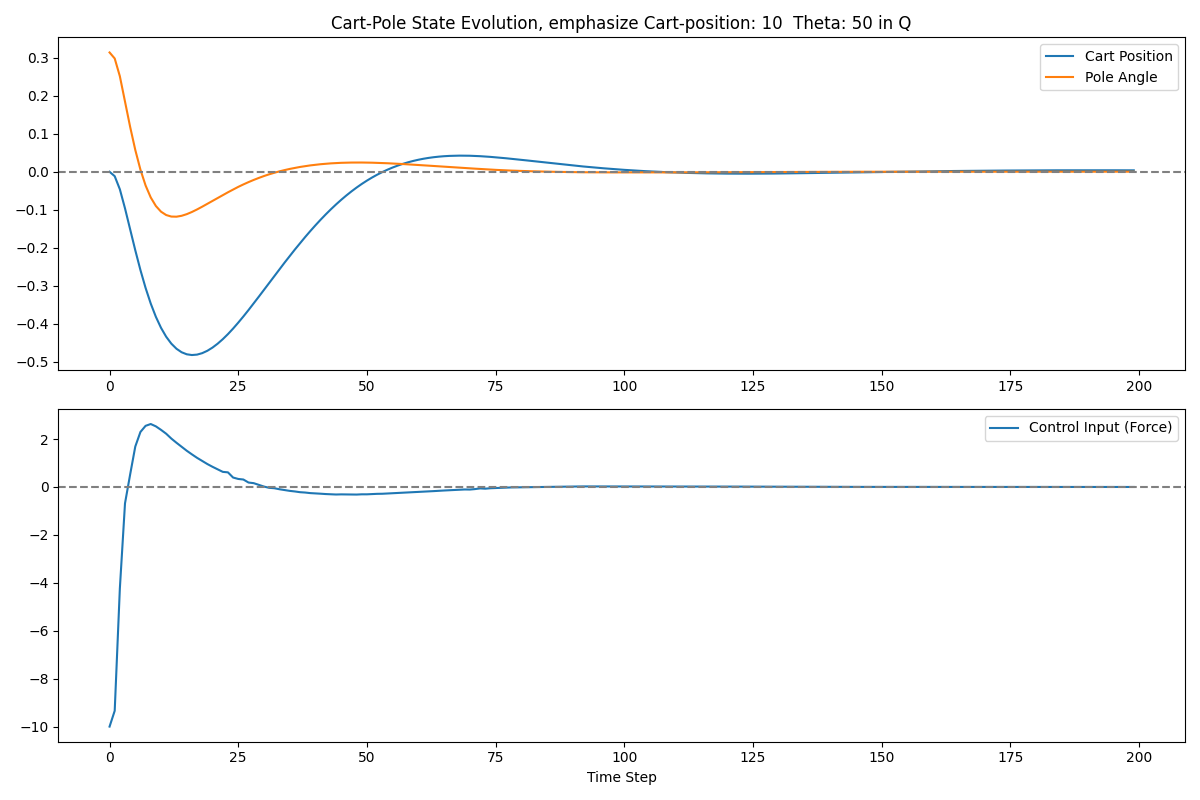 Cart-Pole State Evolution, emphasize Cart-position: 10  Theta: 50 in Q
Cart Position
Pole Angle
0.3
0.2
0.1
0.0
−0.1
−0.2
−0.3
−0.4
−0.5
0 25 50 75 100 125 150 175 200
Control Input (Force)
2
0
−2
−4
−6
−8
−10
0 25 50 75 100 125 150 175 200
Time Step